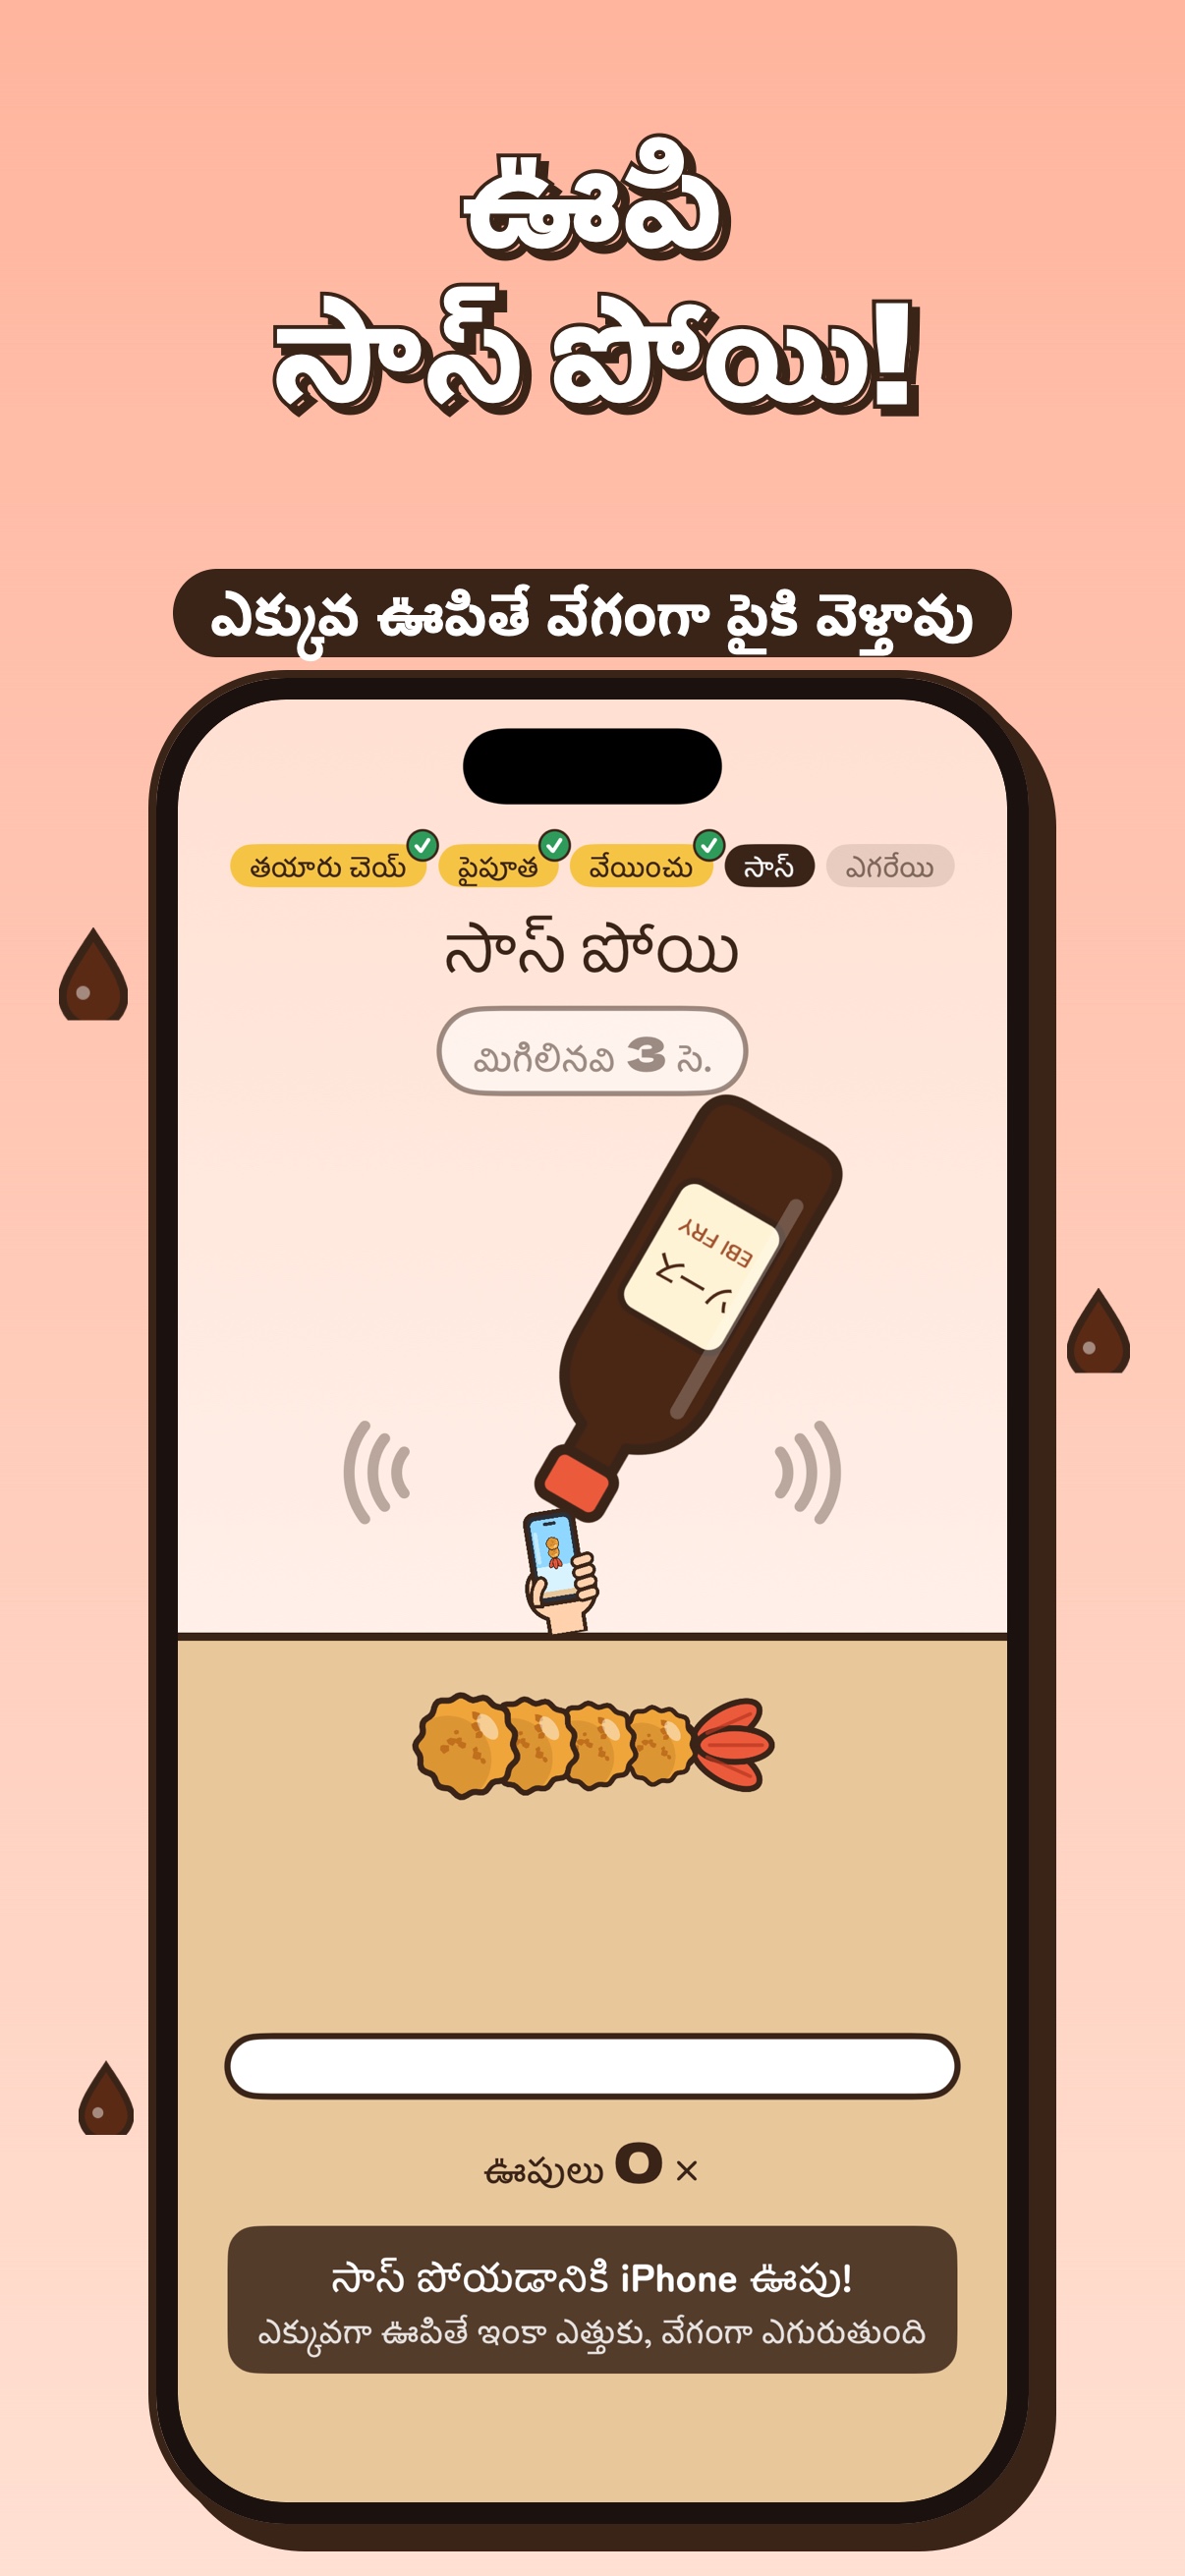 ఊపి
సాస్ పోయి!
ఎక్కువ ఊపితే వేగంగా పైకి వెళ్తావు
తయారు చెయ్ పైపూత వేయించు సాస్ ఎగరేయి
సాస్ పోయి
మిగిలినవి 3 సె.
EBI FRY
ソース
ఊపులు 0 ×
సాస్ పోయడానికి iPhone ఊపు!
ఎక్కువగా ఊపితే ఇంకా ఎత్తుకు, వేగంగా ఎగురుతుంది